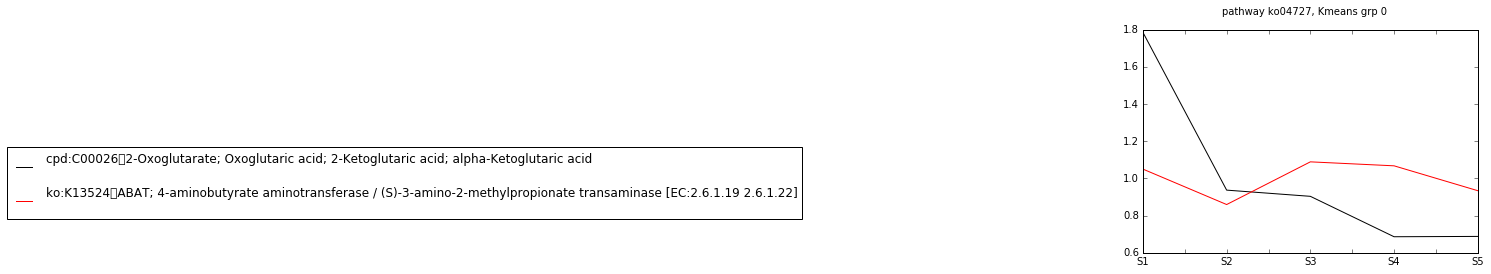 pathway ko04727, Kmeans grp 0
1.8
1.6
1.4
1.2
1.0
0.8
0.6
S1 S2 S3 S4 S5
cpd:C00026▯2-Oxoglutarate; Oxoglutaric acid; 2-Ketoglutaric acid; alpha-Ketoglutaric acid
ko:K13524▯ABAT; 4-aminobutyrate aminotransferase / (S)-3-amino-2-methylpropionate transaminase [EC:2.6.1.19 2.6.1.22]